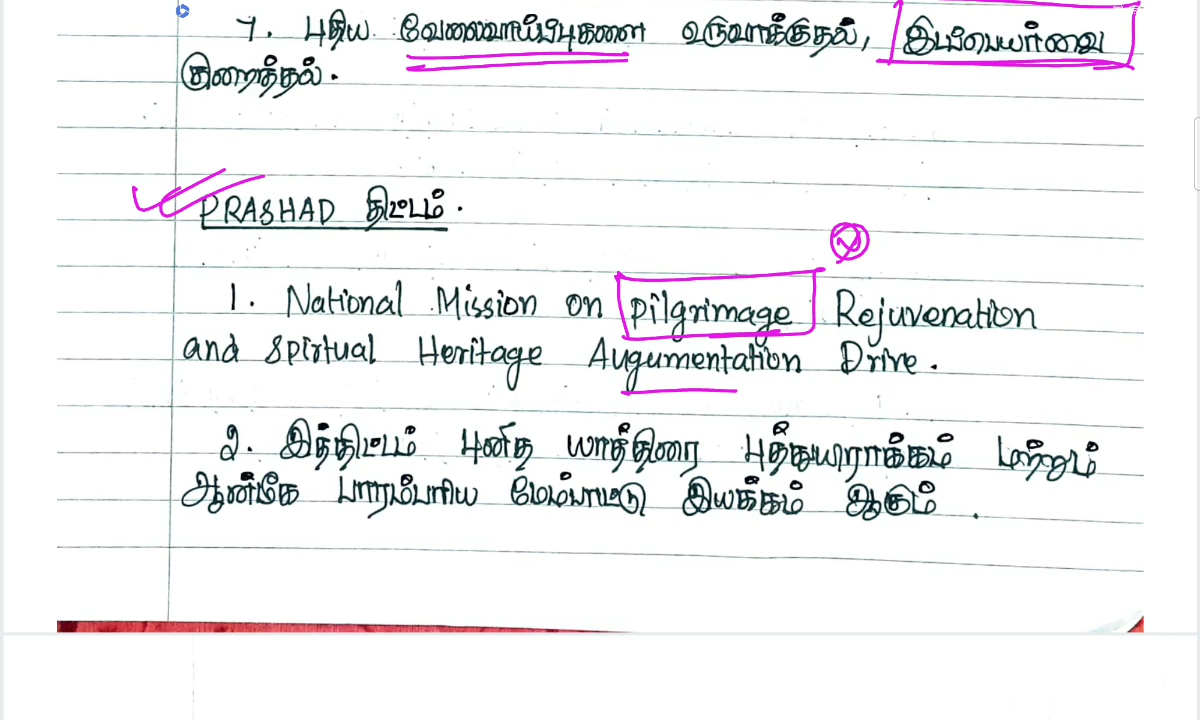 7. புதிய வேலைவாய்ப்புகளை உருவாக்குதல், இடம்பெயர்வை
குறைத்தல்.
PRASHAD திட்டம்.
1. National Mission on Pilgrimage Rejuvenation
and Spirtual Heritage Augumentation Drive.
2. இத்திட்டம் புனித யாத்திரை புத்துயிராக்கம் மற்றும்
ஆன்மிக பாரம்பரிய மேம்பாட்டு இயக்கம் ஆகும்.